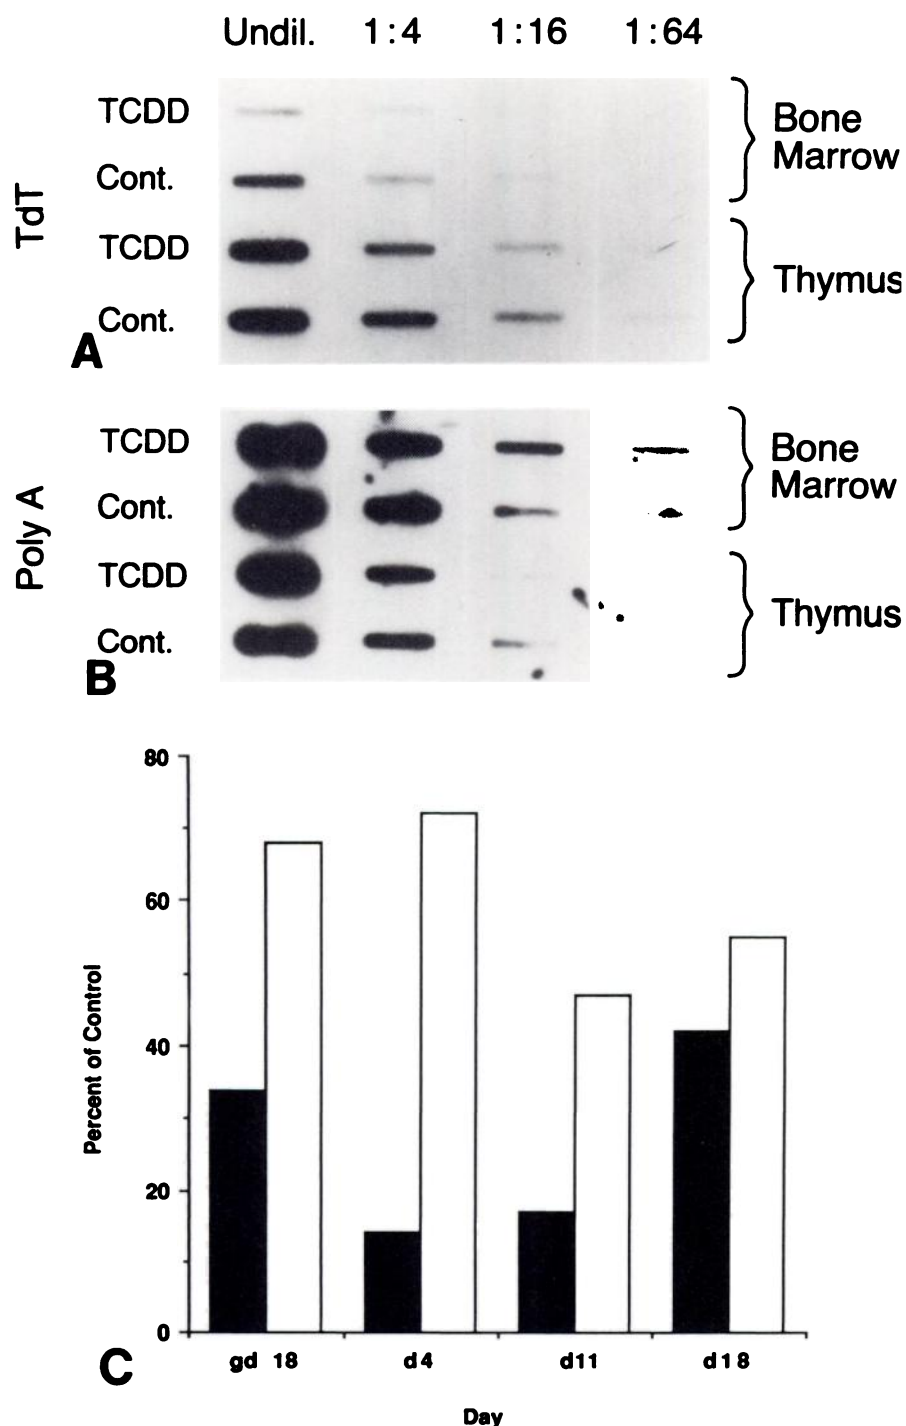 Undil. 1:4 1:16 1:64
TdT
TCDD
Cont.
Bone
Marrow
TCDD
Cont.
Thymus
A
Poly A
TCDD
Cont.
Bone
Marrow
TCDD
Cont.
Thymus
B
80
60
40
20
0
Percent of Control
gd 18 d4 d11 d18
C
Day